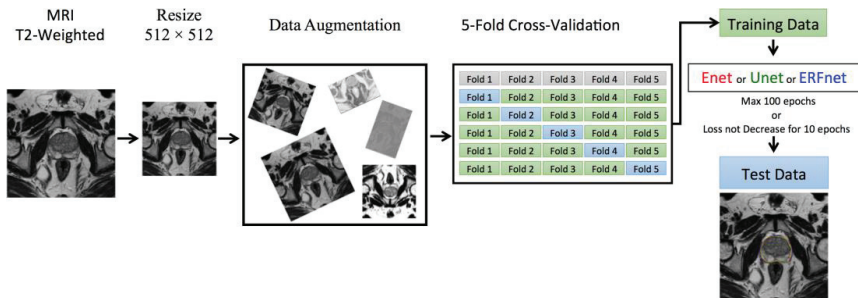 MRI
T2-Weighted
Resize
512 × 512
Data Augmentation
5-Fold Cross-Validation
Fold 1 Fold 2 Fold 3 Fold 4 Fold 5
Fold 1 Fold 2 Fold 3 Fold 4 Fold 5
Fold 1 Fold 2 Fold 3 Fold 4 Fold 5
Fold 1 Fold 2 Fold 3 Fold 4 Fold 5
Fold 1 Fold 2 Fold 3 Fold 4 Fold 5
Fold 1 Fold 2 Fold 3 Fold 4 Fold 5
Training Data
Enet or Unet or ERFnet
Max 100 epochs
or
Loss not Decrease for 10 epochs
Test Data